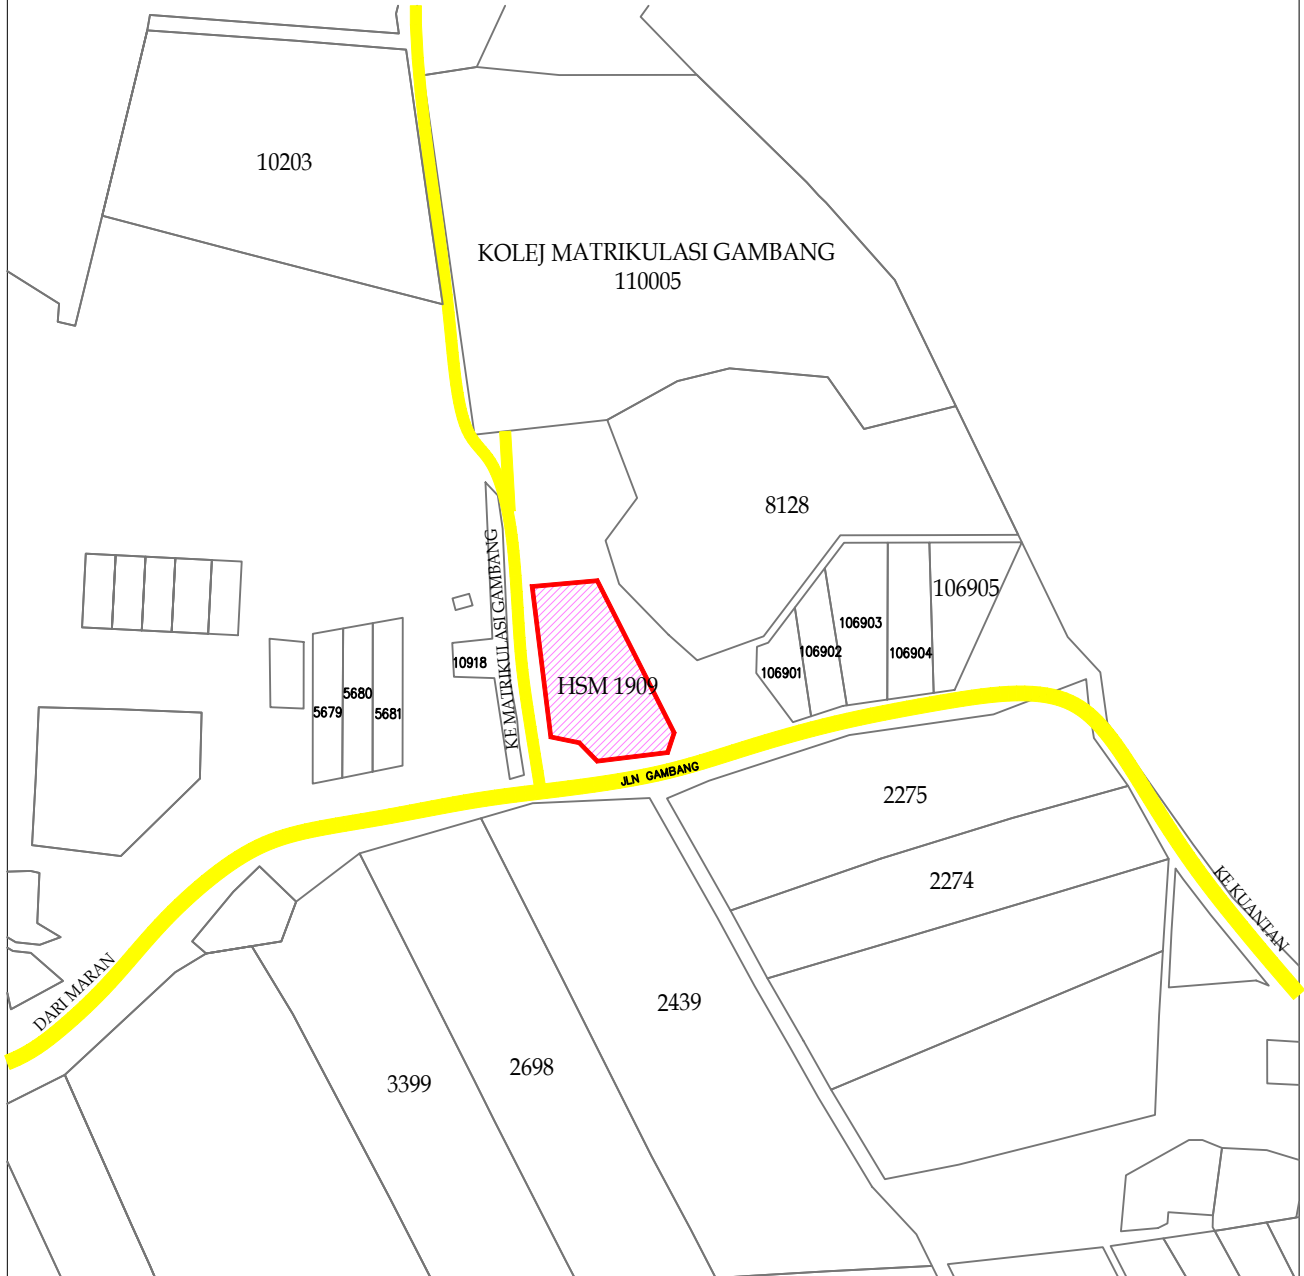 10203
KOLEJ MATRIKULASI GAMBANG
110005
8128
106905
106903
106902
106904
106901
KE MATRIKULASI GAMBANG
10918
HSM 1909
5680
5679
5681
JLN GAMBANG
2275
2274
KE KUANTAN
DARI MARAN
2439
2698
3399